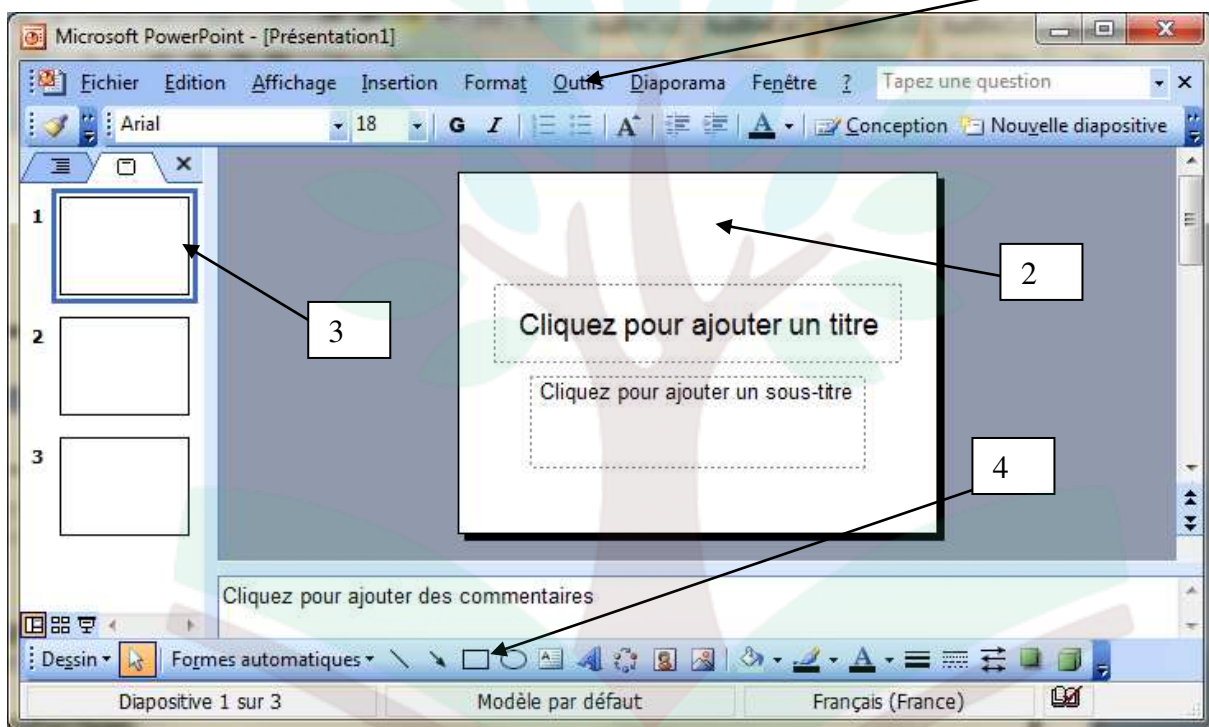 Microsoft PowerPoint - [Présentation1]
Fichier Edition Affichage Insertion Format Outils Diaporama Fenêtre ? Tapez une question
Arial 18 G I A A Conception Nouvelle diapositive
1
2
3
2
3
Cliquez pour ajouter un titre
Cliquez pour ajouter un sous-titre
4
Cliquez pour ajouter des commentaires
Dessin Formes automatiques A A A
Diapositive 1 sur 3 Modèle par défaut Français (France)